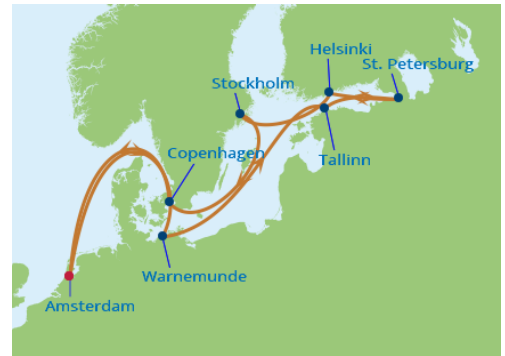 Helsinki
St. Petersburg
Stockholm
Copenhagen
Tallinn
Warnemunde
Amsterdam